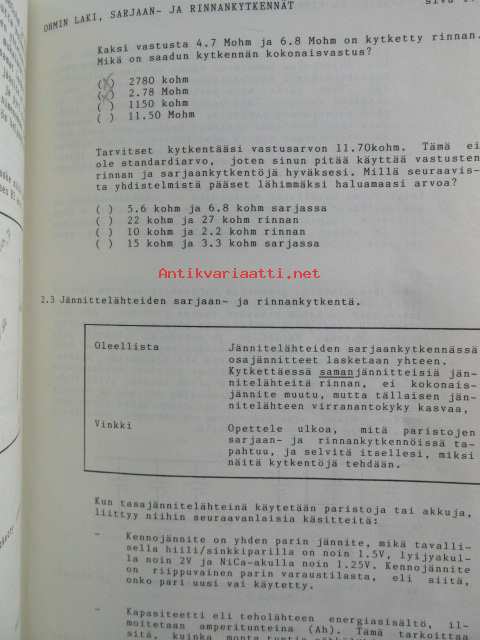 OHMIN LAKI, SARJAAN- JA RINNANKYTKENNÄT
Kaksi vastusta 4.7 Mohm ja 6.8 Mohm on kytketty rinnan.
Mikä on saadun kytkennän kokonaisvastus?
( ) 2780 kohm
( ) 2.78 Mohm
( ) 1150 kohm
( ) 11.50 Mohm
Tarvitset kytkentääsi vastusarvon 11.70kohm. Tämä ei
ole standardiarvo, joten sinun pitää käyttää vastusten
rinnan ja sarjaankytkentöjä hyväksesi. Millä seuraavis-
ta yhdistelmistä pääset lähimmäksi haluamaasi arvoa?
( ) 5.6 kohm ja 6.8 kohm sarjassa
( ) 22 kohm ja 27 kohm rinnan
( ) 10 kohm ja 2.2 kohm rinnan
( ) 15 kohm ja 3.3 kohm sarjassa
Antikvariaatti.net
2.3 Jännittelähteiden sarjaan- ja rinnankytkentä.
Oleellista
Jännitelähteiden sarjaankytkennässä
osajännitteet lasketaan yhteen.
Kytkettäessä samanjännitteisiä jän-
nitelähteitä rinnan, ei kokonais-
jännite muutu, mutta tällaisen jän-
nitelähteen virranantokyky kasvaa,
Vinkki
Opettele ulkoa, mitä paristojen
sarjaan- ja rinnankytkennöissä ta-
pahtuu, ja selvitä itsellesi, miksi
näitä kytkentöjä tehdään.
Kun tasajännitelähteinä käytetään paristoja tai akkuja,
liittyy niihin seuraavanlaisia käsitteitä:
- Kennojännite on yhden parin jännite, mikä tavalli-
sella hiili/sinkkiparilla on noin 1.5V, lyijyakul-
la noin 2V ja NiCa-akulla noin 1.25V. Kennojännite
on riippuvainen parin varaustilasta, eli siitä,
onko pari uusi vai käytetty.
- Kapasiteetti eli teholähteen energiasisältö, il-
moitetaan amperitunteina (Ah). Tämä tarkoittaa